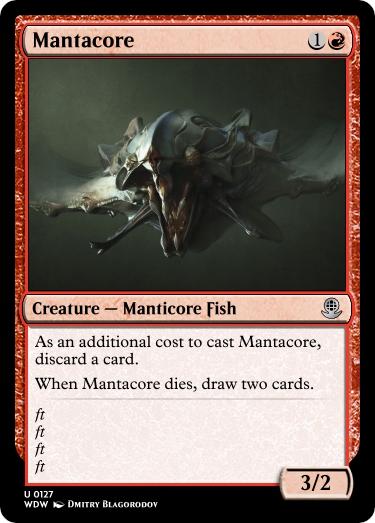 Mantacore
1
Creature — Manticore Fish
As an additional cost to cast Mantacore,
discard a card.
When Mantacore dies, draw two cards.
ft
ft
ft
ft
3/2
U 0127
WDW Dmitry Blagorodov